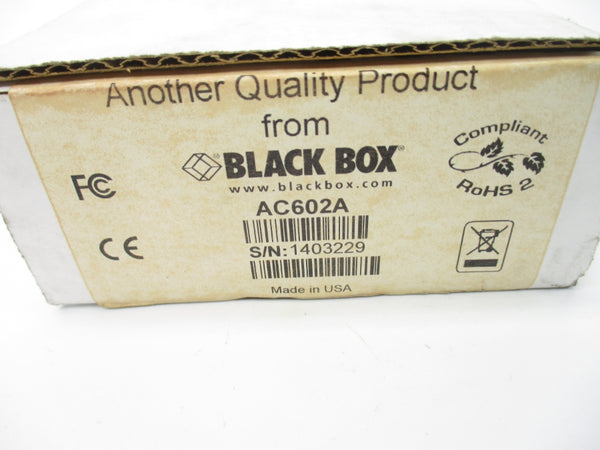 Another Quality Product
from
BLACK BOX®
www.blackbox.com
FC
CE
Compliant
RoHS 2
AC602A
S/N: 1403229
Made in USA